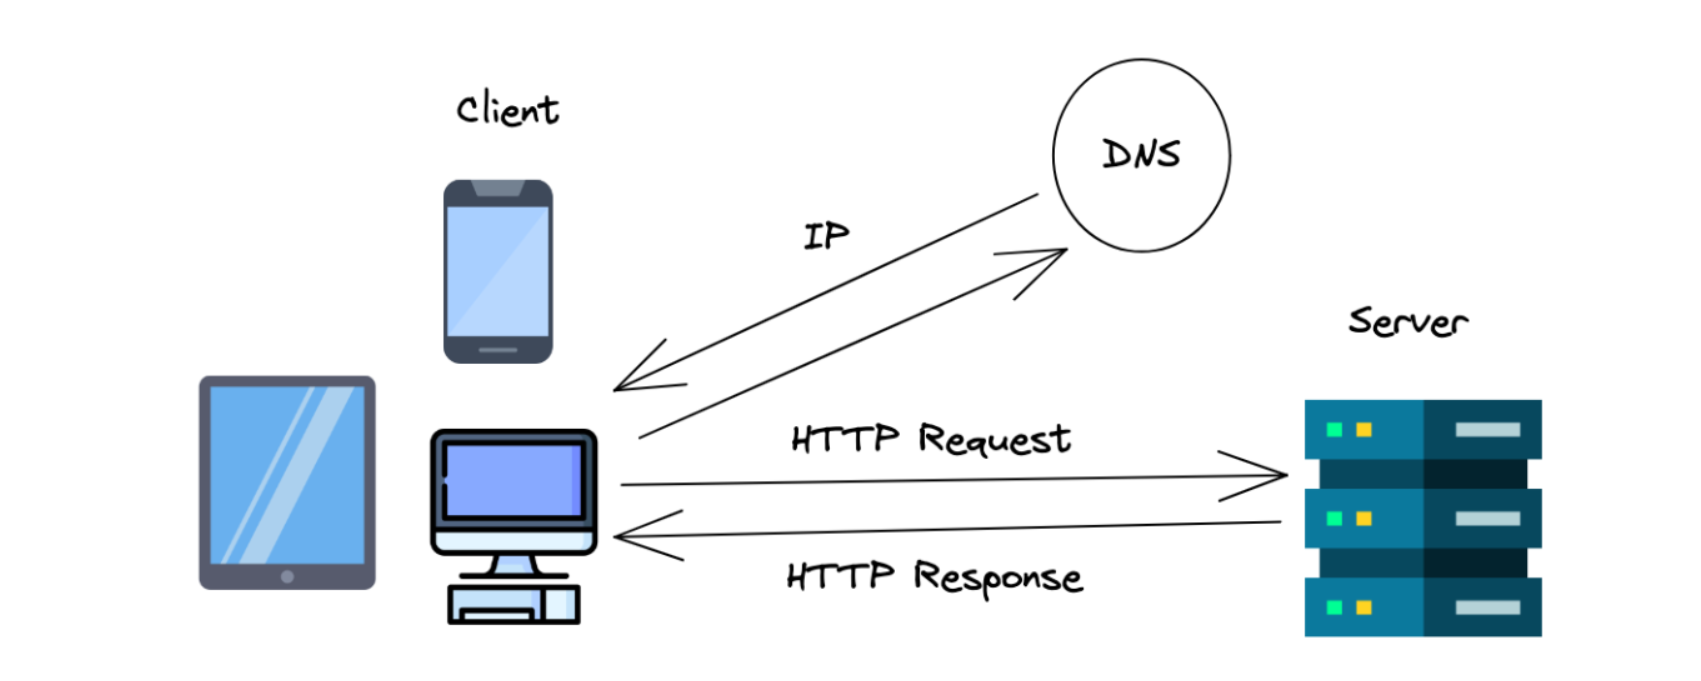 Client
DNS
IP
Server
HTTP Request
HTTP Response